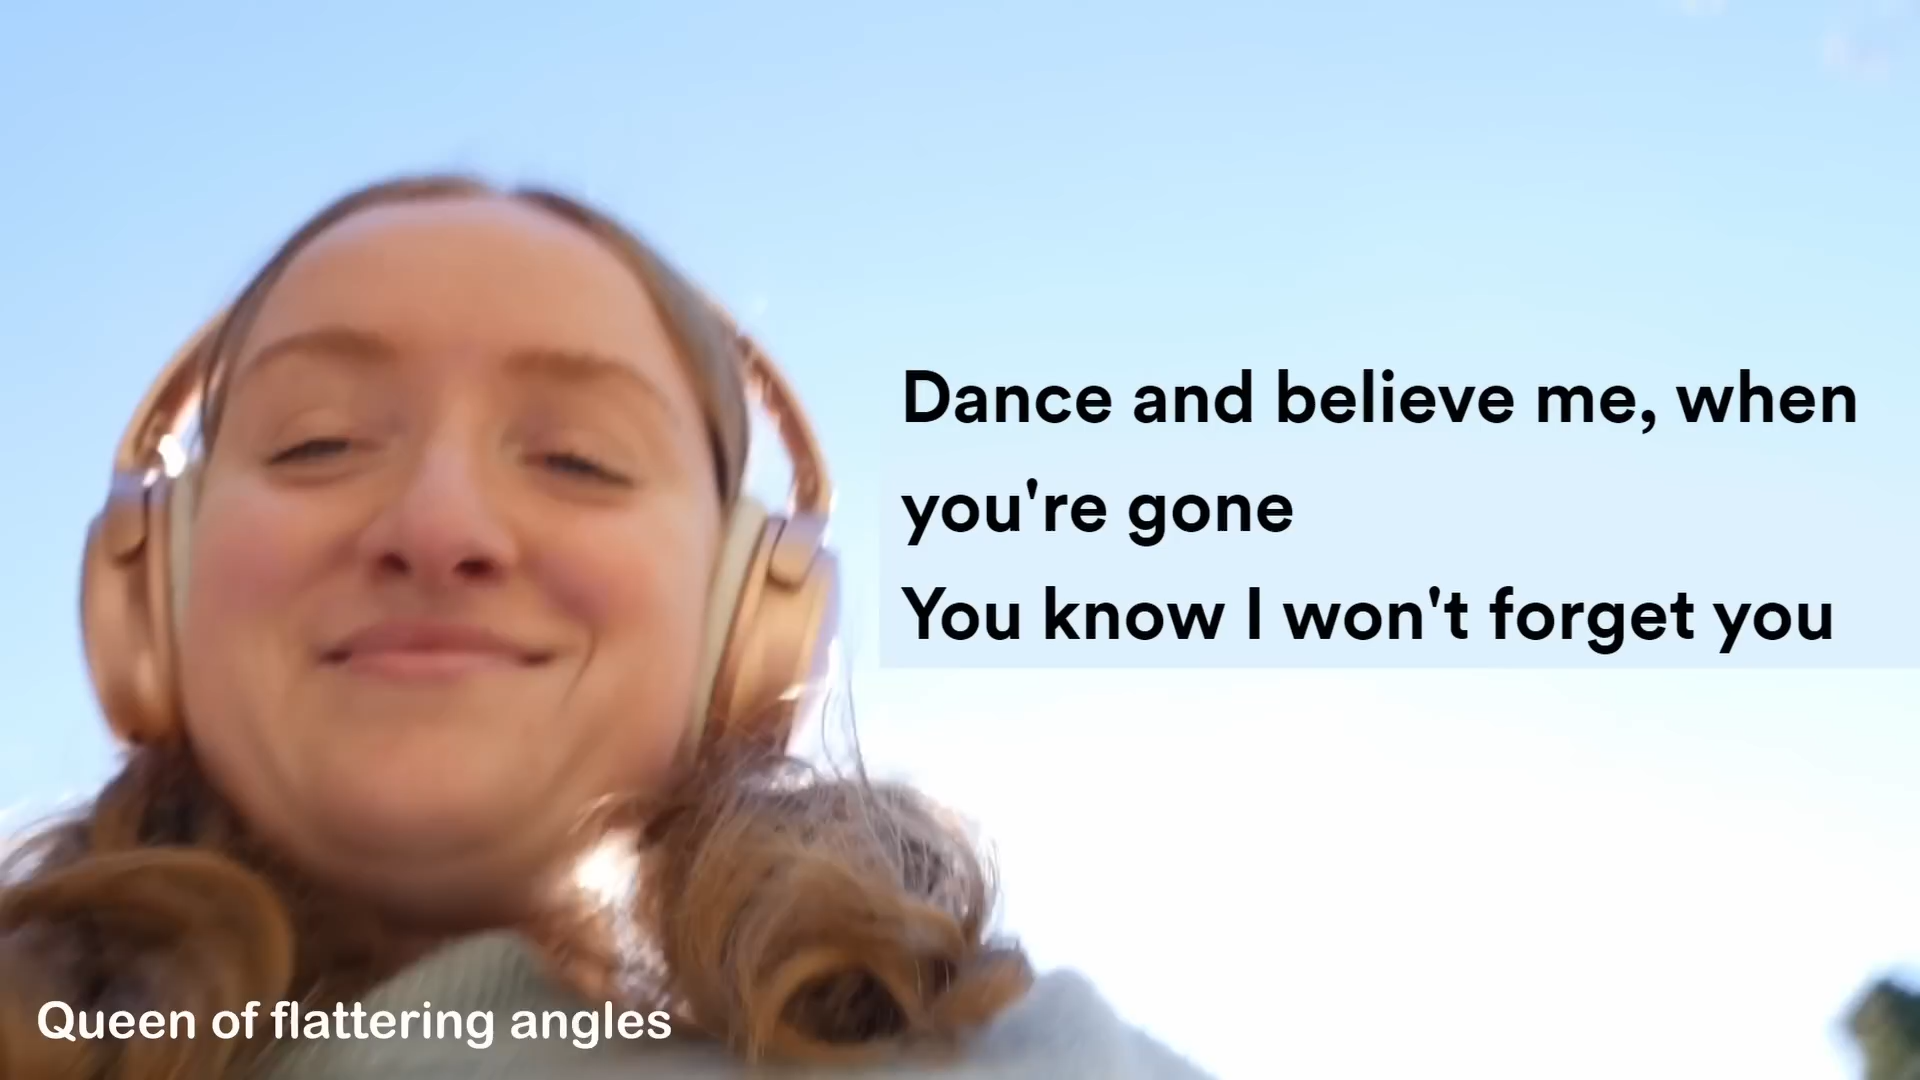 Dance and believe me, when
you're gone
You know I won't forget you
Queen of flattering angles